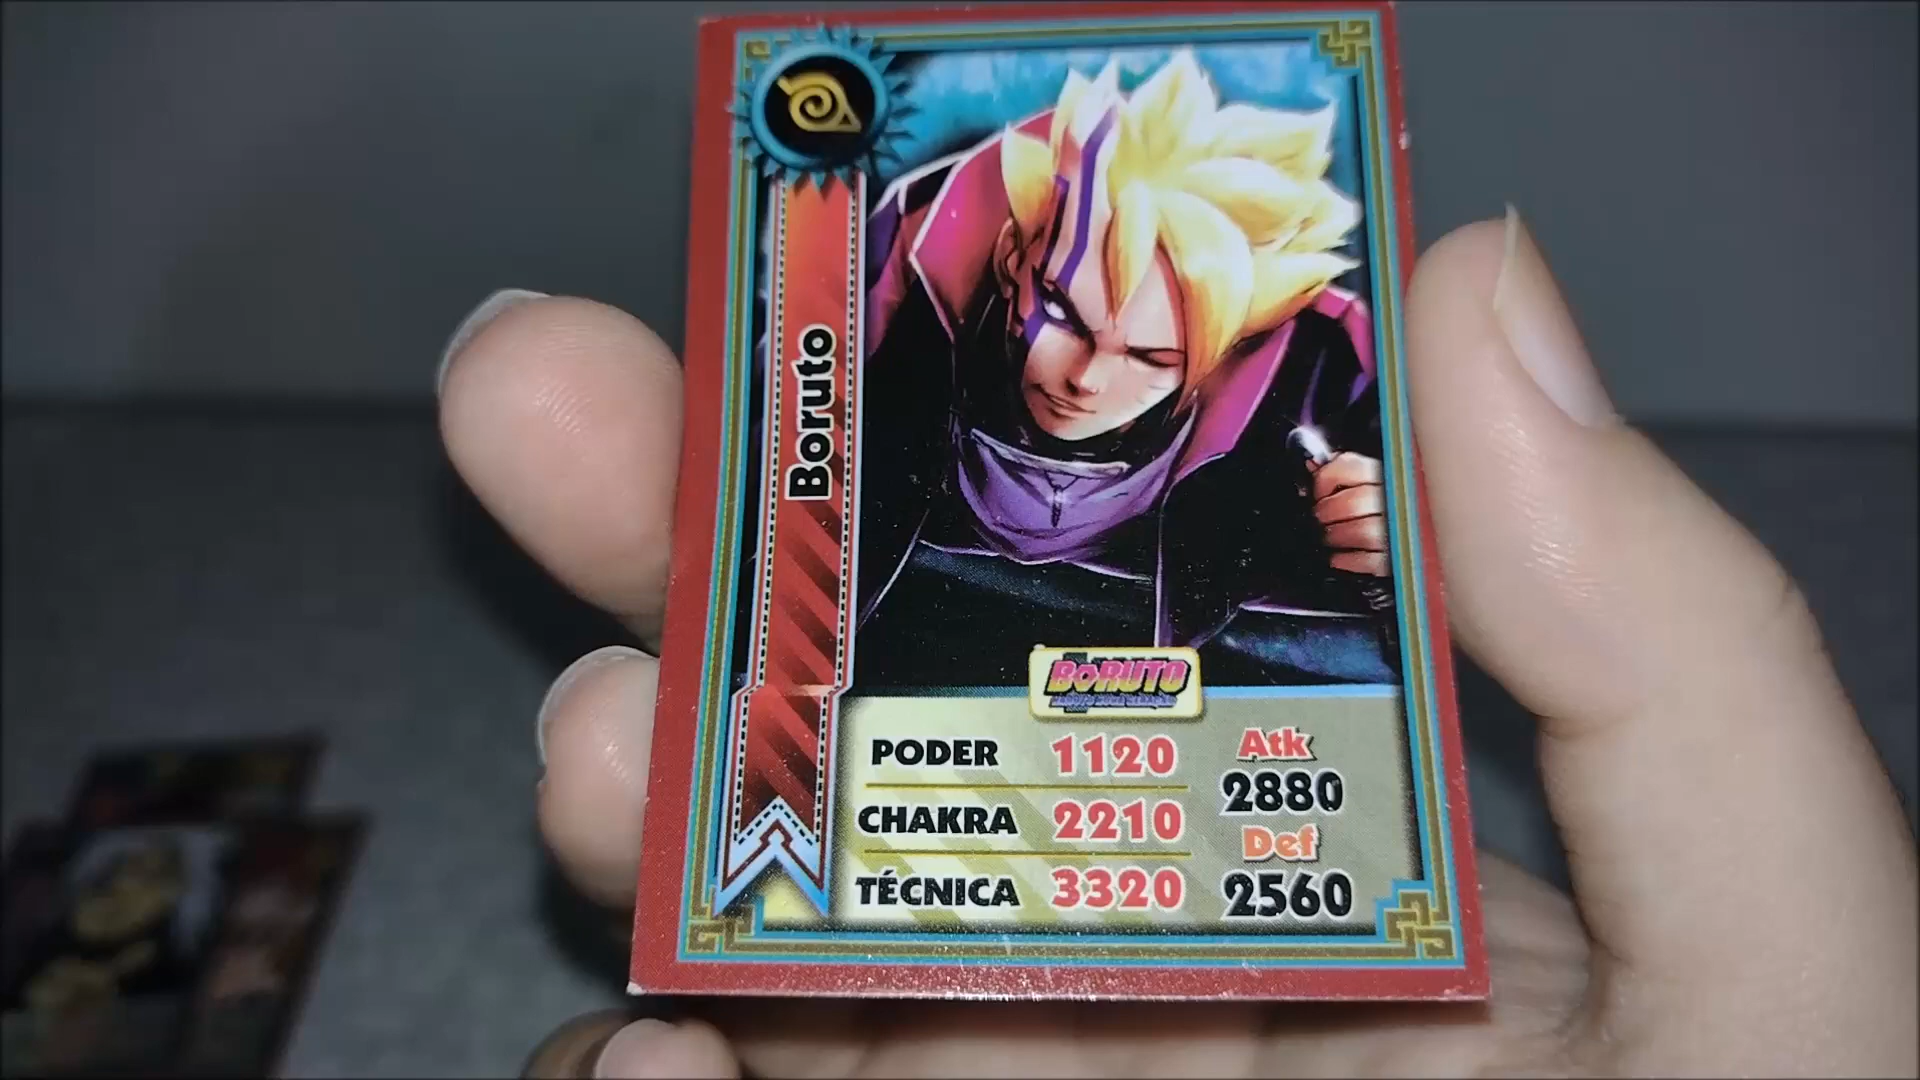 Boruto
BORUTO
PODER 1120
CHAKRA 2210
TÉCNICA 3320
Atk
2880
Def
2560